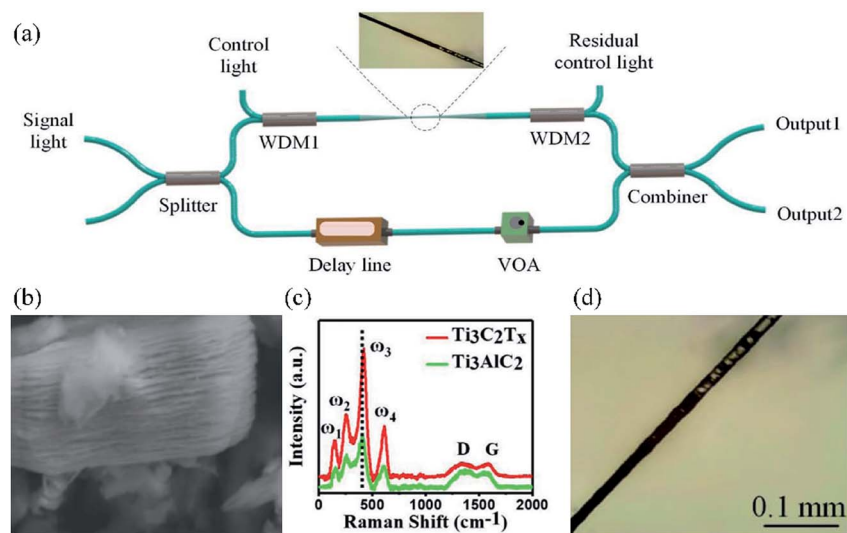 (a)
Control
light
Residual
control light
Signal
light
WDM1
WDM2
Output1
Splitter
Combiner
Output2
Delay line
VOA
(b)
(c)
(d)
Ti3C2Tx
Ti3AlC2
ω1
ω2
ω3
ω4
D
G
Intensity (a.u.)
0
500
1000
1500
2000
Raman Shift (cm-1)
0.1 mm